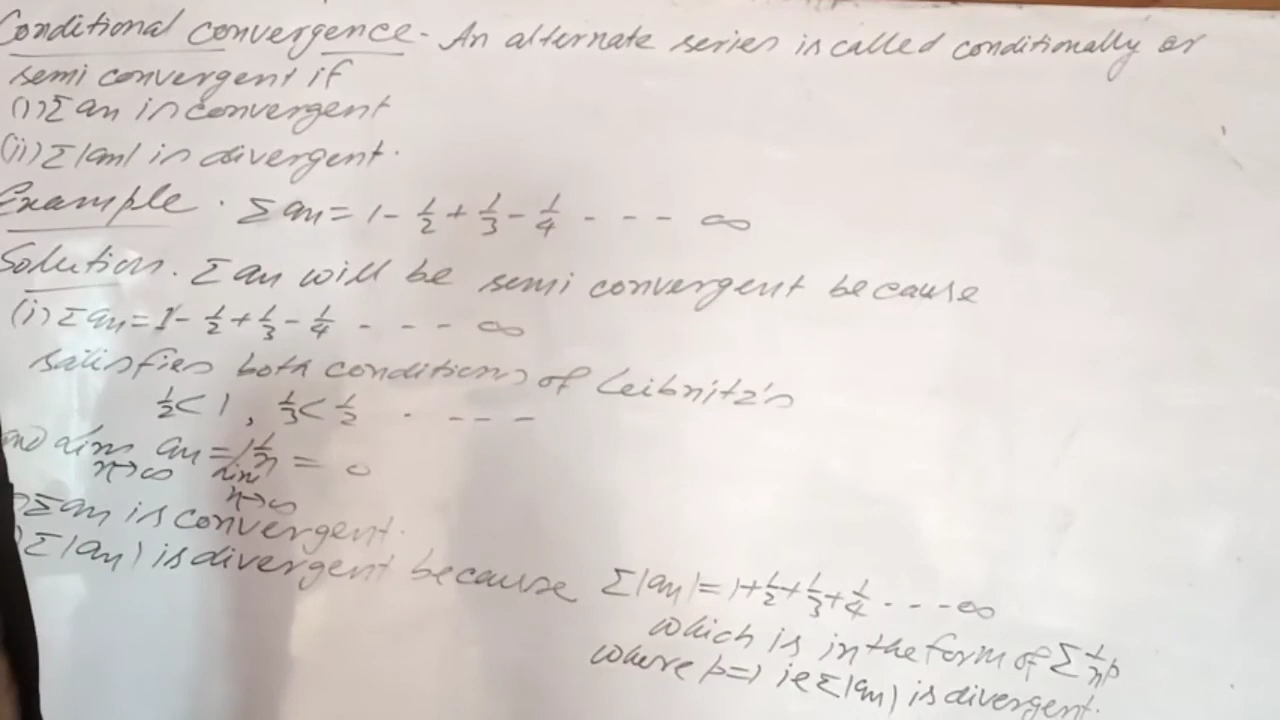 Conditional convergence - An alternate series is called conditionally or
semi convergent if
(i) Σ an is convergent
(ii) Σ |an| is divergent.
Example. Σ an = 1 - 1/2 + 1/3 - 1/4 - - - ∞
Solution. Σ an will be semi convergent because
(i) Σ an = 1 - 1/2 + 1/3 - 1/4 - - - ∞
satisfies both conditions of Leibnitz's
1/2 < 1, 1/3 < 1/2 . - - -
and lim n→∞ an = lim n→∞ 1/n = 0
Σ an is convergent.
Σ |an| is divergent because Σ |an| = 1 + 1/2 + 1/3 + 1/4 - - - ∞
which is in the form of Σ 1/n^p
where p=1 ie Σ |an| is divergent.